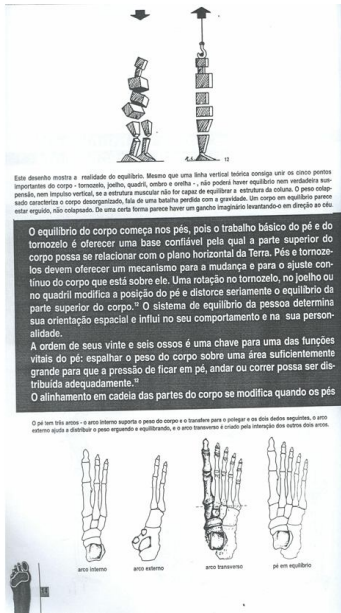 12
Este desenho mostra a realidade do equilíbrio. Mesmo que uma linha vertical teórica consiga unir os cinco pontos
importantes do corpo - tornozelo, joelho, quadril, ombro e orelha - , não poderá haver equilíbrio nem verdadeira sus-
pensão, nem impulso vertical, se a estrutura muscular não for capaz de equilibrar a estrutura da coluna. O peso colap-
sado caracteriza o corpo desorganizado, fala de uma batalha perdida com a gravidade. Um corpo em equilíbrio parece
estar erguido, não colapsado. De uma certa forma parece haver um gancho imaginário levantando-o em direção ao céu.
O equilíbrio do corpo começa nos pés, pois o trabalho básico do pé e do
tornozelo é oferecer uma base confiável pela qual a parte superior do
corpo possa se relacionar com o plano horizontal da Terra. Pés e tornoze-
los devem oferecer um mecanismo para a mudança e para o ajuste con-
tínuo do corpo que está sobre ele. Uma rotação no tornozelo, no joelho ou
no quadril modifica a posição do pé e distorce seriamente o equilíbrio da
parte superior do corpo.¹² O sistema de equilíbrio da pessoa determina
sua orientação espacial e influi no seu comportamento e na sua person-
alidade.
A ordem de seus vinte e seis ossos é uma chave para uma das funções
vitais do pé: espalhar o peso do corpo sobre uma área suficientemente
grande para que a pressão de ficar em pé, andar ou correr possa ser dis-
tribuída adequadamente.¹³
O alinhamento em cadeia das partes do corpo se modifica quando os pés
O pé tem três arcos - o arco interno suporta o peso do corpo e o transfere para o polegar e os dois dedos seguintes, o arco
externo ajuda a distribuir o peso erguendo e equilibrando, e o arco transverso é criado pela interação dos outros dois arcos.
arco interno arco externo arco transverso pé em equilíbrio